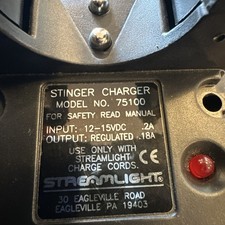 STINGER CHARGER
MODEL NO. 75100
FOR SAFETY READ MANUAL
INPUT: 12-15VDC .2A
OUTPUT: REGULATED .18A
USE ONLY WITH
STREAMLIGHT CE
CHARGE CORDS.
STREAMLIGHT®
30 EAGLEVILLE ROAD
EAGLEVILLE PA 19403